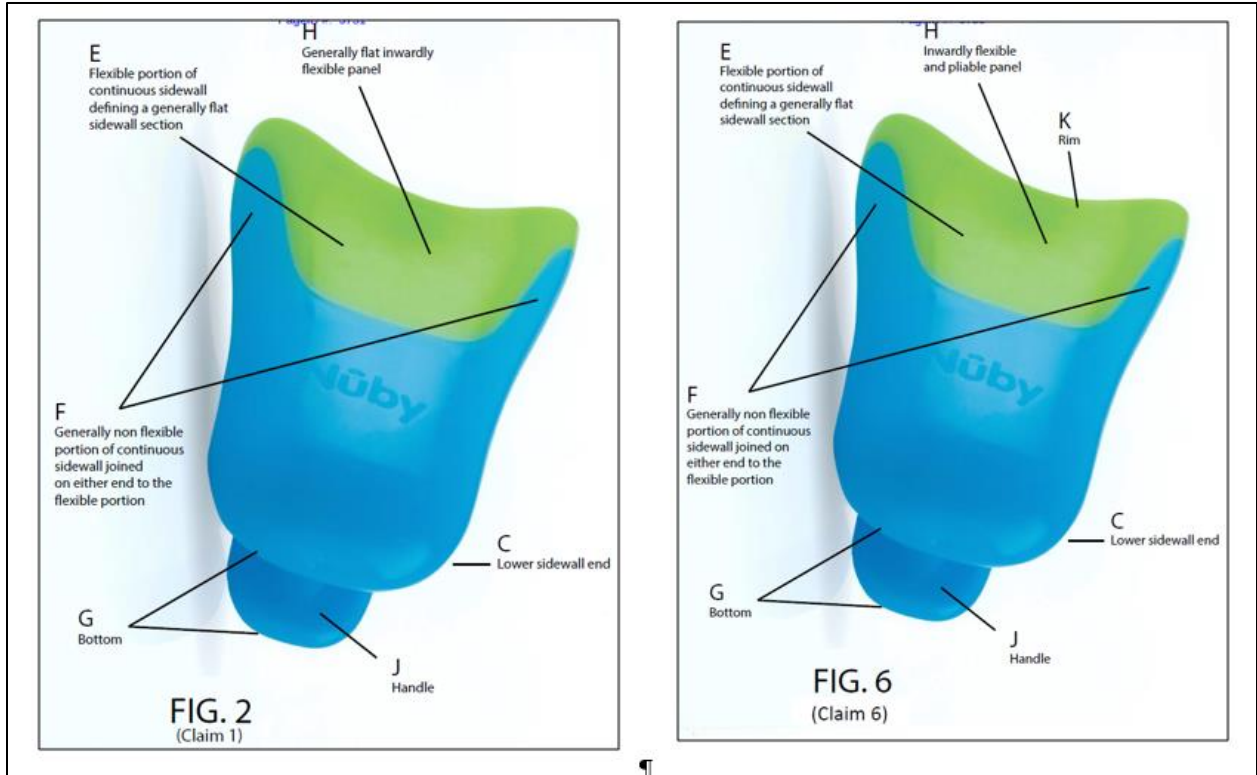 H
E
Generally flat inwardly
flexible panel
Flexible portion of
continuous sidewall
defining a generally flat
sidewall section
Nūby
F
Generally non flexible
portion of continuous
sidewall joined
on either end to the
flexible portion
C
Lower sidewall end
G
Bottom
J
Handle
FIG. 2
(Claim 1)
H
E
Inwardly flexible
and pliable panel
Flexible portion of
continuous sidewall
defining a generally flat
sidewall section
K
Rim
Nūby
F
Generally non flexible
portion of continuous
sidewall joined on
either end to the
flexible portion
C
Lower sidewall end
G
Bottom
J
Handle
FIG. 6
(Claim 6)
¶